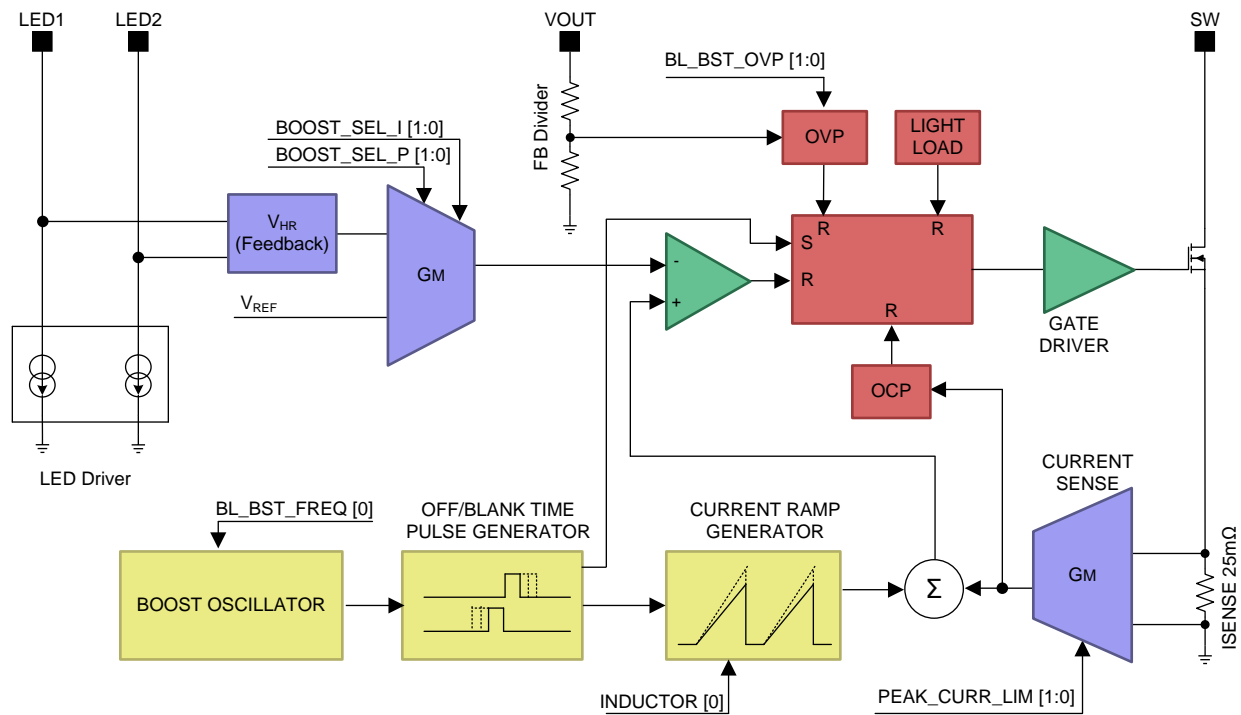 LED1
LED2
VOUT
SW
BL_BST_OVP [1:0]
FB Divider
BOOST_SEL_I [1:0]
BOOST_SEL_P [1:0]
OVP
LIGHT
LOAD
VHR
(Feedback)
GM
VREF
R
R
S
R
R
-
+
GATE
DRIVER
OCP
LED Driver
CURRENT
SENSE
BL_BST_FREQ [0]
OFF/BLANK TIME
PULSE GENERATOR
CURRENT RAMP
GENERATOR
BOOST OSCILLATOR
Σ
GM
ISENSE 25mΩ
INDUCTOR [0]
PEAK_CURR_LIM [1:0]